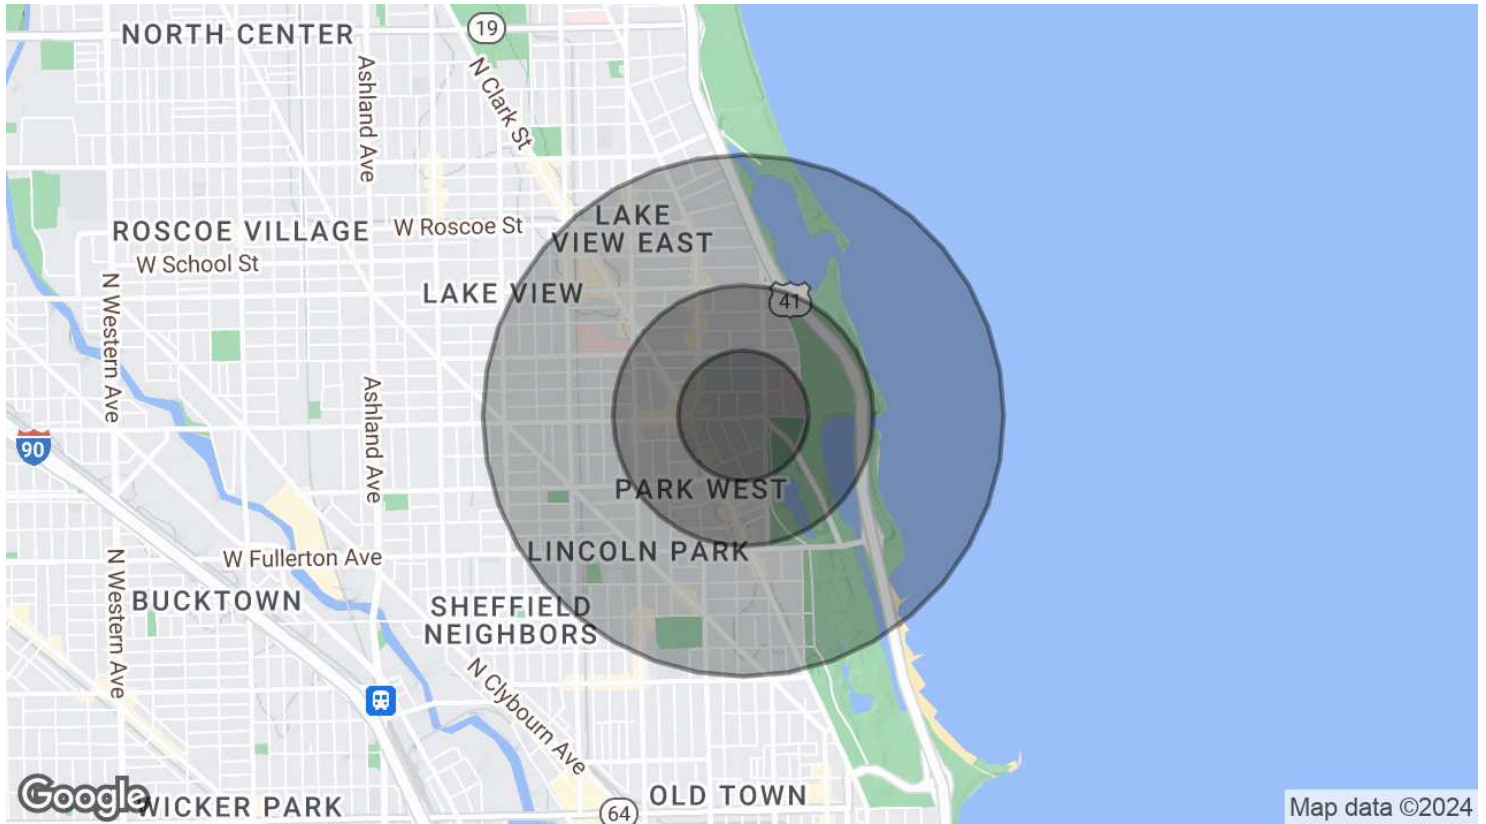 NORTH CENTER
19
N Clark St
Ashland Ave
LAKE
VIEW EAST
ROSCOE VILLAGE
W Roscoe St
W School St
LAKE VIEW
41
N Western Ave
Ashland Ave
90
PARK WEST
LINCOLN PARK
W Fullerton Ave
N Western Ave
BUCKTOWN
SHEFFIELD
NEIGHBORS
N Clybourn Ave
Google
WICKER PARK
OLD TOWN
64
Map data ©2024